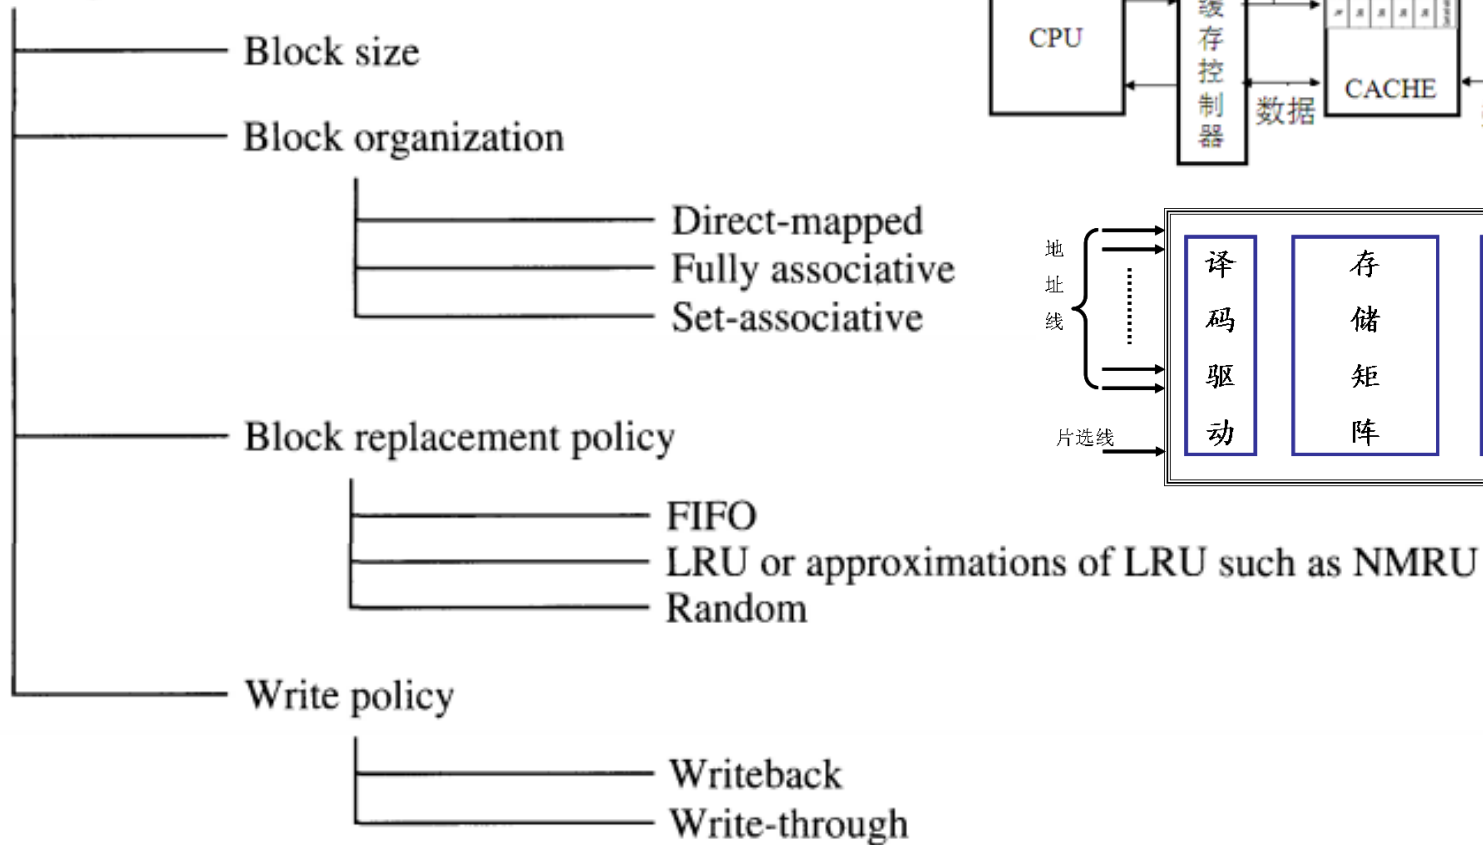 Block size
Block organization
Direct-mapped
Fully associative
Set-associative
Block replacement policy
FIFO
LRU or approximations of LRU such as NMRU
Random
Write policy
Writeback
Write-through
CPU
缓存控制器
数据
CACHE
地址线
片选线
译码驱动
存储矩阵